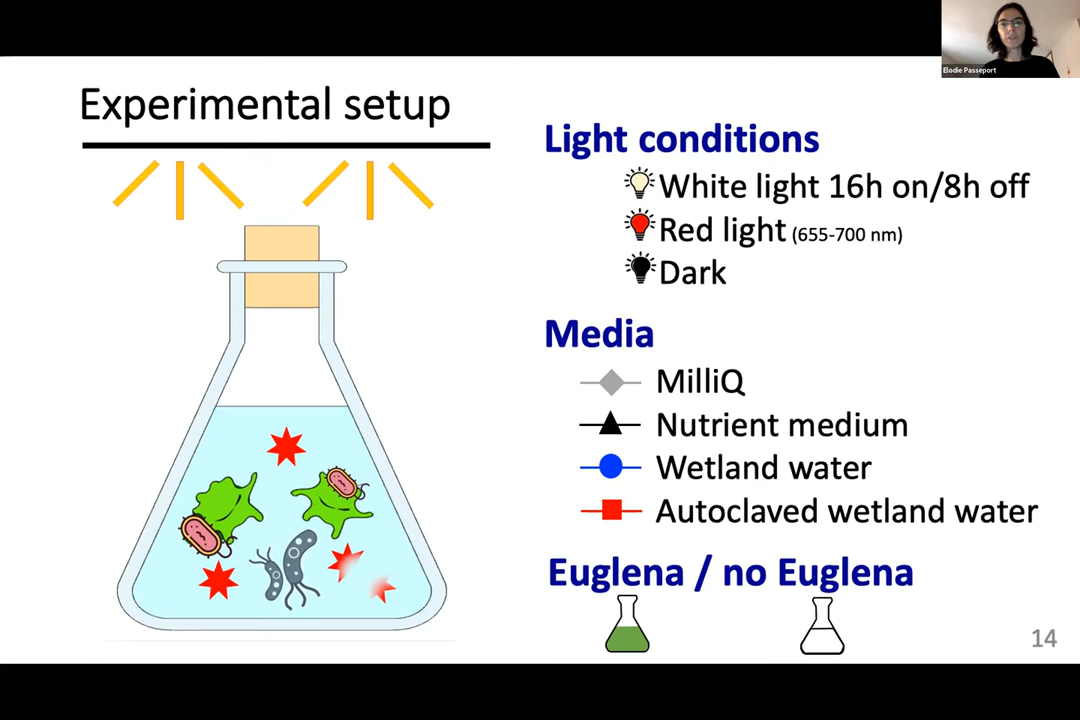 Elodie Passeport
Experimental setup
Light conditions
White light 16h on/8h off
Red light (655-700 nm)
Dark
Media
MilliQ
Nutrient medium
Wetland water
Autoclaved wetland water
Euglena / no Euglena
14